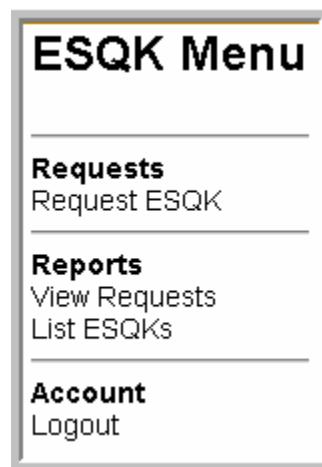 ESQK Menu
Requests
Request ESQK
Reports
View Requests
List ESQKs
Account
Logout